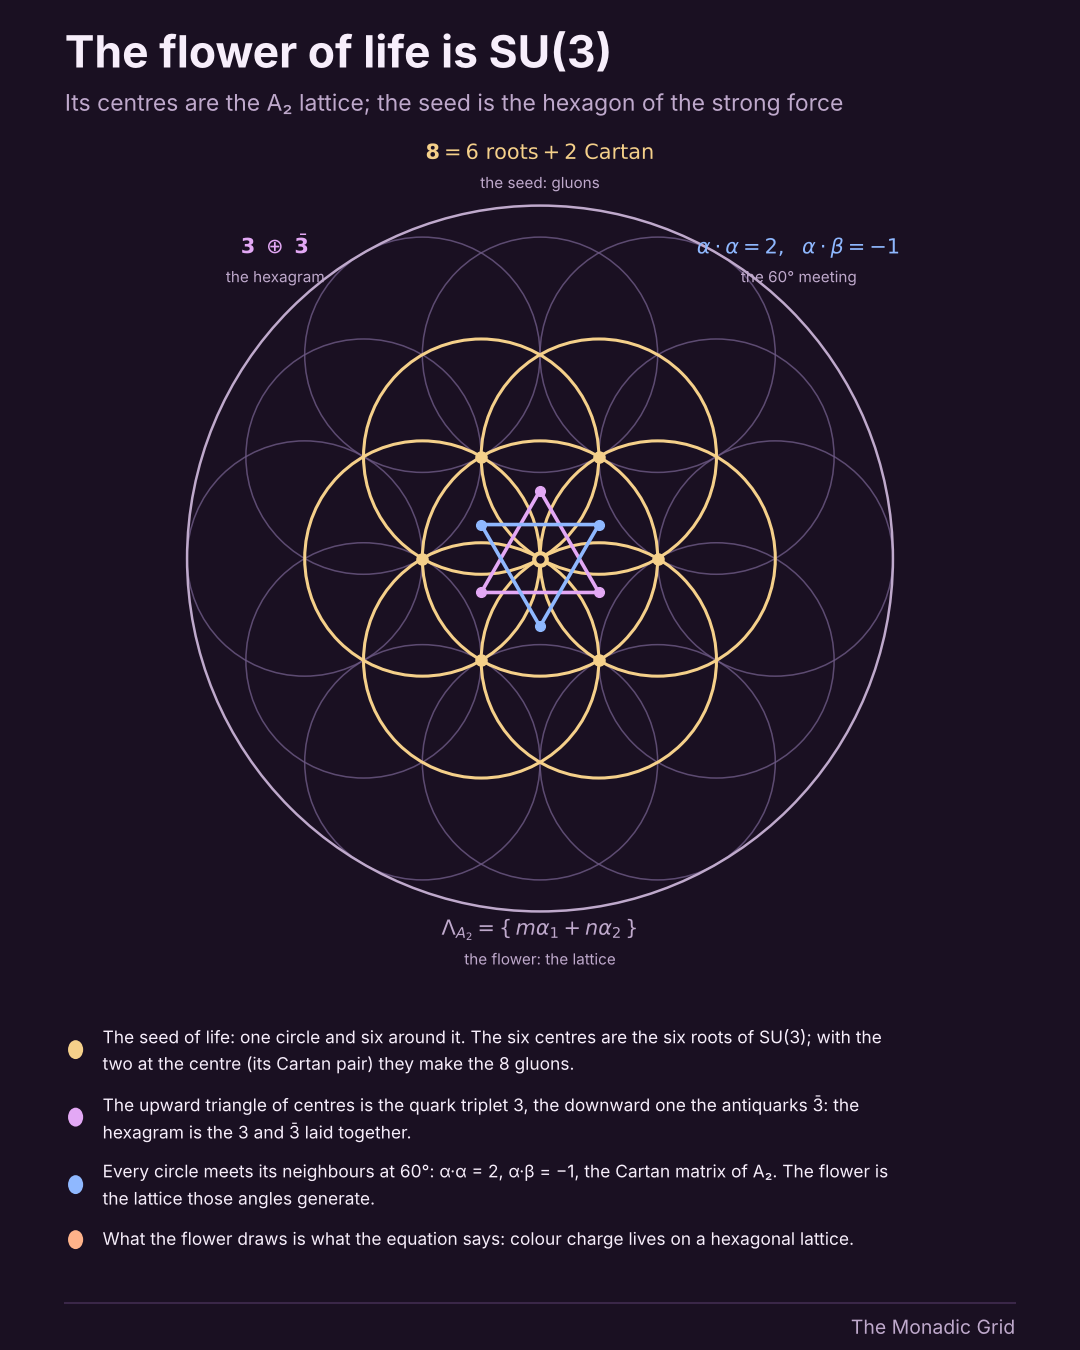 The flower of life is SU(3)
Its centres are the A₂ lattice; the seed is the hexagon of the strong force
8 = 6 roots + 2 Cartan
the seed: gluons
3 ⊕ 3̄
the hexagram
α · α = 2, α · β = −1
the 60° meeting
Λ_{A₂} = { mα₁ + nα₂ }
the flower: the lattice
The seed of life: one circle and six around it. The six centres are the six roots of SU(3); with the
two at the centre (its Cartan pair) they make the 8 gluons.
The upward triangle of centres is the quark triplet 3, the downward one the antiquarks 3̄: the
hexagram is the 3 and 3̄ laid together.
Every circle meets its neighbours at 60°: α·α = 2, α·β = −1, the Cartan matrix of A₂. The flower is
the lattice those angles generate.
What the flower draws is what the equation says: colour charge lives on a hexagonal lattice.
The Monadic Grid